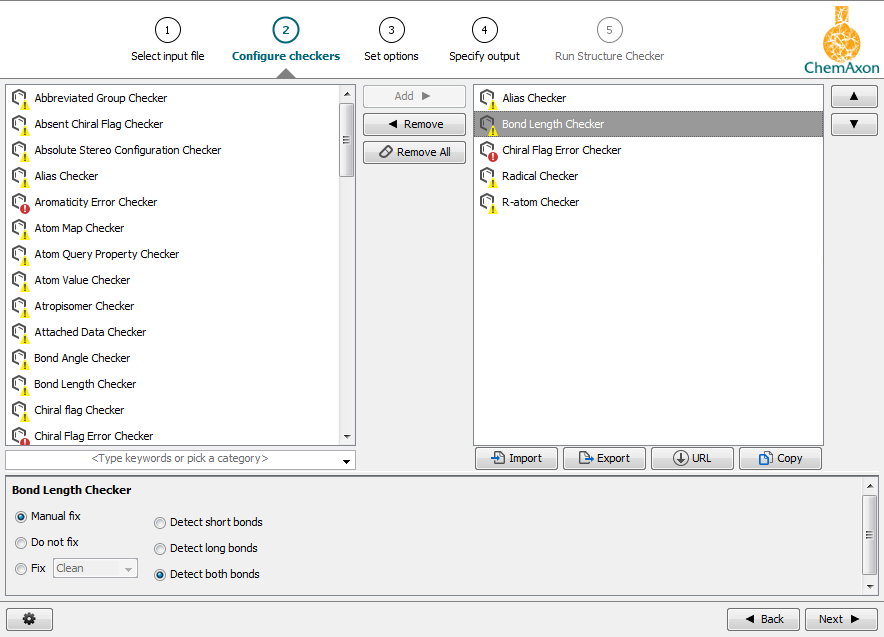 1
2
3
4
5
Select input file
Configure checkers
Set options
Specify output
Run Structure Checker
ChemAxon
Abbreviated Group Checker
Absent Chiral Flag Checker
Absolute Stereo Configuration Checker
Alias Checker
Aromaticity Error Checker
Atom Map Checker
Atom Query Property Checker
Atom Value Checker
Atropisomer Checker
Attached Data Checker
Bond Angle Checker
Bond Length Checker
Chiral flag Checker
Chiral Flag Error Checker
<Type keywords or pick a category>
Add
Remove
Remove All
Alias Checker
Bond Length Checker
Chiral Flag Error Checker
Radical Checker
R-atom Checker
Import
Export
URL
Copy
Bond Length Checker
Manual fix
Do not fix
Fix
Clean
Detect short bonds
Detect long bonds
Detect both bonds
Back
Next